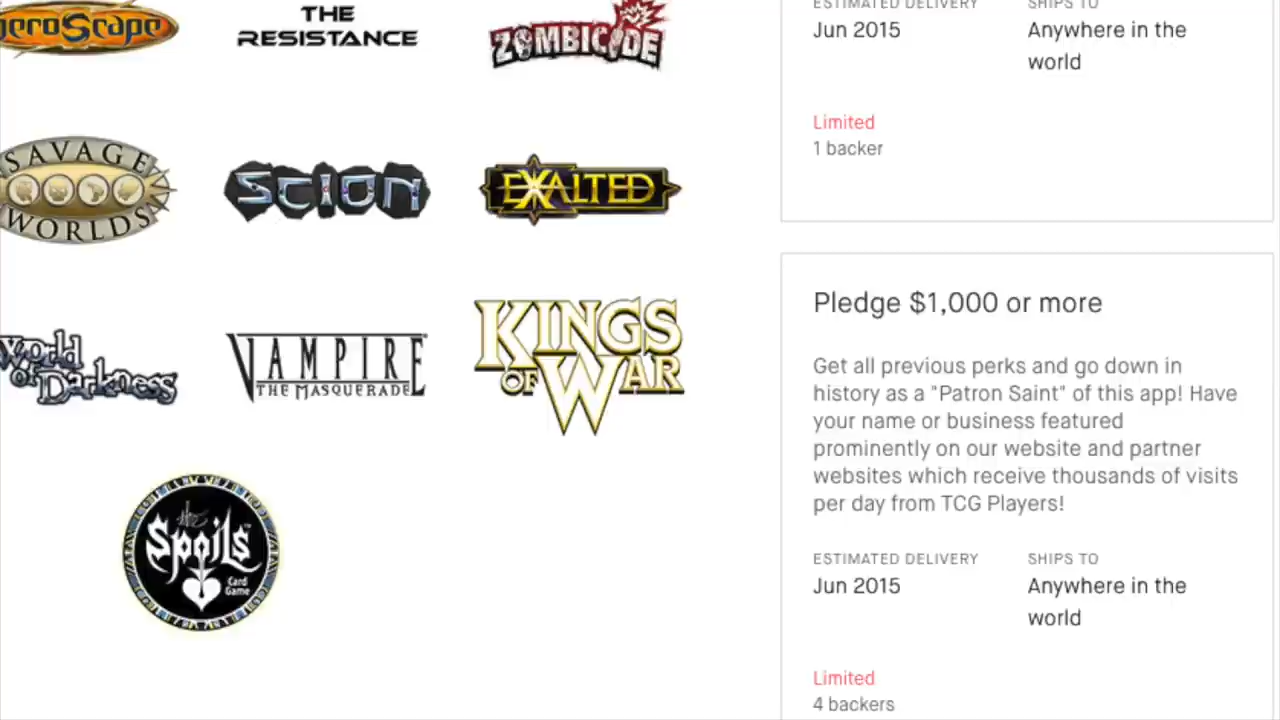 HeroScape
THE
RESISTANCE
ZOMBICIDE
SAVAGE
WORLDS
SCION
EXALTED
World
of Darkness
VAMPIRE
THE MASQUERADE
KINGS
OF WAR
the
Spoils
Card
Game
ESTIMATED DELIVERY
SHIPS TO
Jun 2015
Anywhere in the
world
Limited
1 backer
Pledge $1,000 or more
Get all previous perks and go down in
history as a "Patron Saint" of this app! Have
your name or business featured
prominently on our website and partner
websites which receive thousands of visits
per day from TCG Players!
ESTIMATED DELIVERY
SHIPS TO
Jun 2015
Anywhere in the
world
Limited
4 backers